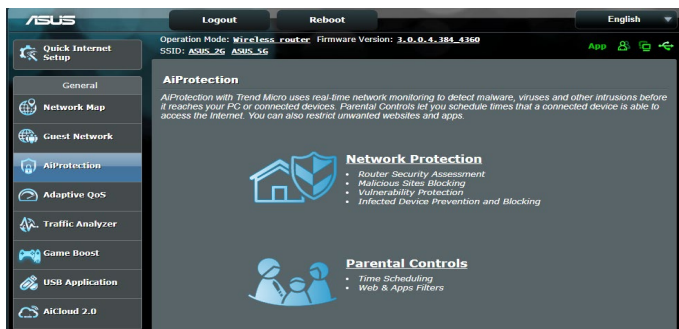 ASUS
Logout
Reboot
English
Quick Internet
Setup
Operation Mode: Wireless router Firmware Version: 3.0.0.4.384_4360
SSID: ASUS_2G ASUS_5G
App
General
Network Map
Guest Network
AiProtection
Adaptive QoS
Traffic Analyzer
Game Boost
USB Application
AiCloud 2.0
AiProtection
AiProtection with Trend Micro uses real-time network monitoring to detect malware, viruses and other intrusions before
it reaches your PC or connected devices. Parental Controls let you schedule times that a connected device is able to
access the Internet. You can also restrict unwanted websites and apps.
Network Protection
• Router Security Assessment
• Malicious Sites Blocking
• Vulnerability Protection
• Infected Device Prevention and Blocking
Parental Controls
• Time Scheduling
• Web & Apps Filters